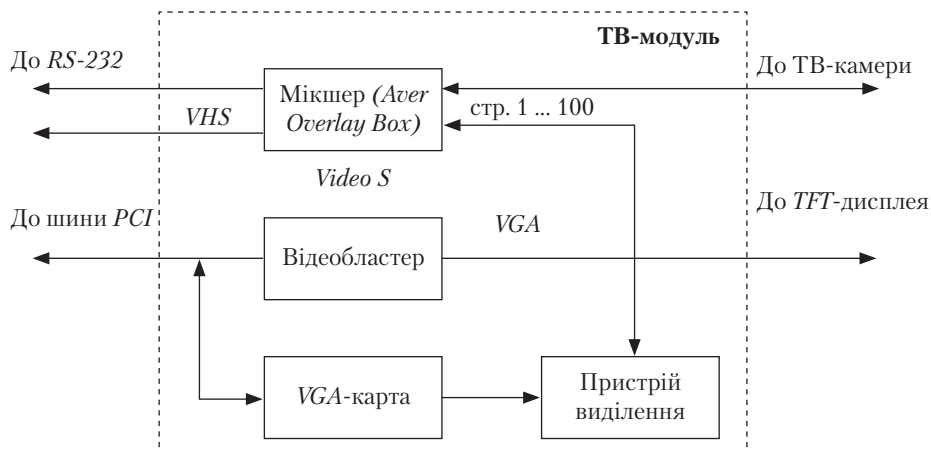 ТВ-модуль
До RS-232
До ТВ-камери
Мікшер (Aver
Overlay Box)
VHS
стр. 1 ... 100
Video S
До шини PCI
VGA
До TFT-дисплея
Відеобластер
VGA-карта
Пристрій
виділення